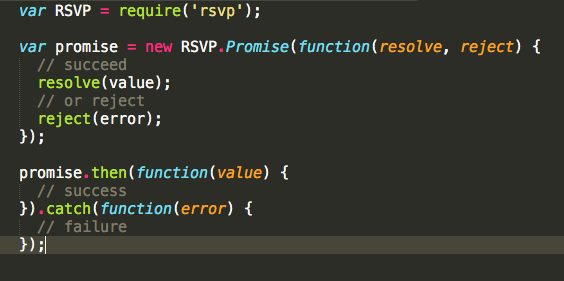 var RSVP = require('rsvp');
var promise = new RSVP.Promise(function(resolve, reject) {
// succeed
resolve(value);
// or reject
reject(error);
});
promise.then(function(value) {
// success
}).catch(function(error) {
// failure
});